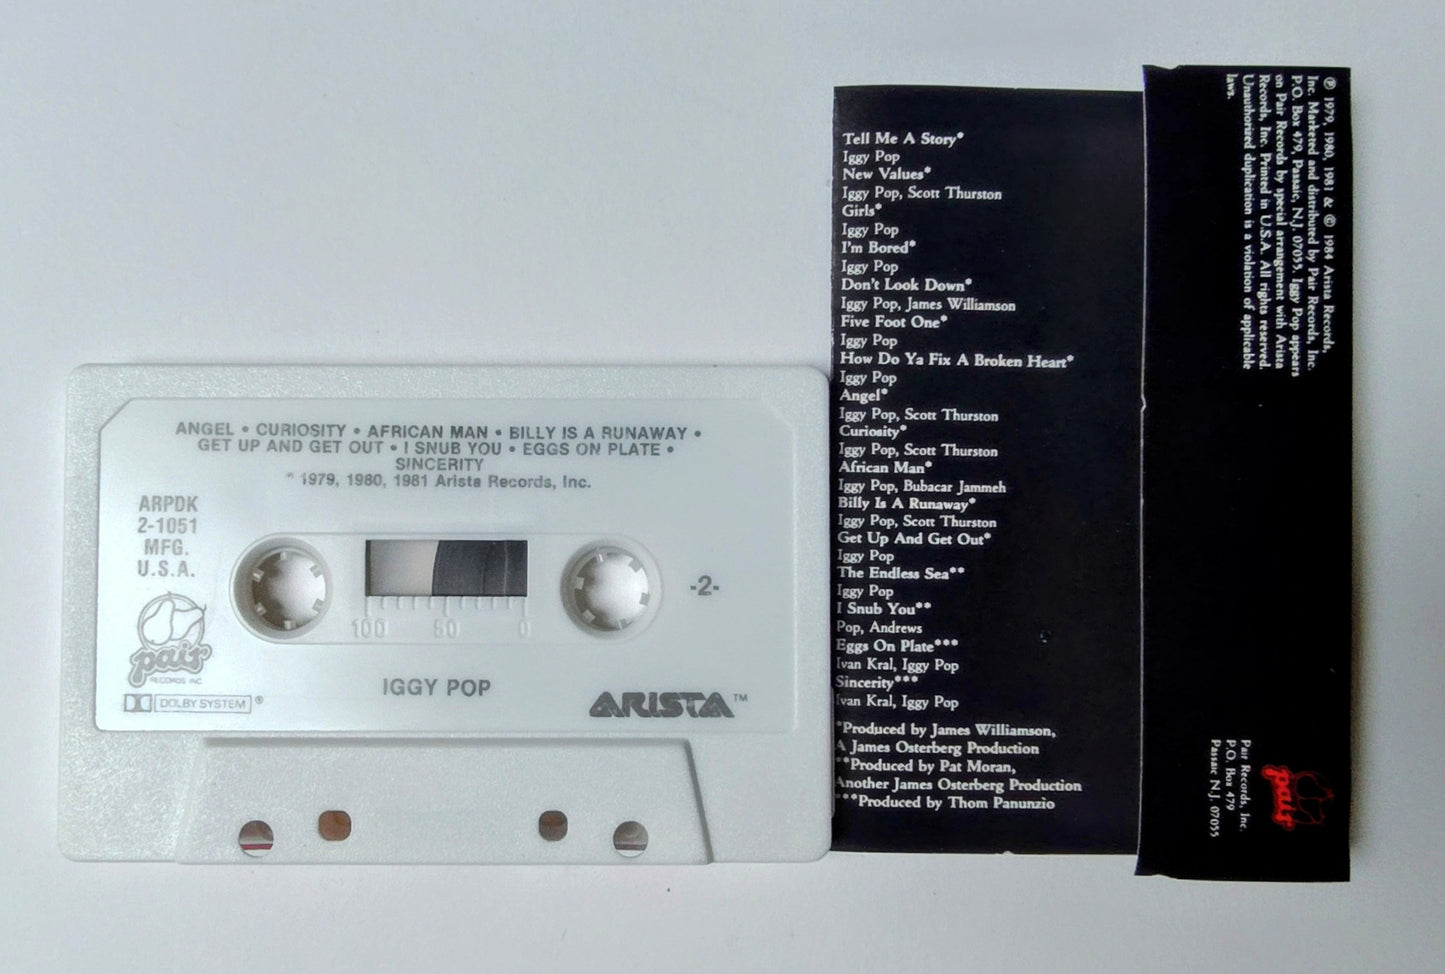 ANGEL • CURIOSITY • AFRICAN MAN • BILLY IS A RUNAWAY •
GET UP AND GET OUT • I SNUB YOU • EGGS ON PLATE •
SINCERITY
1979, 1980, 1981 Arista Records, Inc.
ARPDK
2-1051
MFG.
U.S.A.
-2-
100 50 0
pair
RECORDS INC.
DOLBY SYSTEM ®
IGGY POP
ARISTA™
Tell Me A Story*
Iggy Pop
New Values*
Iggy Pop, Scott Thurston
Girls*
Iggy Pop
I'm Bored*
Iggy Pop
Don't Look Down*
Iggy Pop, James Williamson
Five Foot One*
Iggy Pop
How Do Ya Fix A Broken Heart*
Iggy Pop
Angel*
Iggy Pop, Scott Thurston
Curiosity*
Iggy Pop, Scott Thurston
African Man*
Iggy Pop, Bubacar Jammeh
Billy Is A Runaway*
Iggy Pop, Scott Thurston
Get Up And Get Out*
Iggy Pop
The Endless Sea**
Iggy Pop
I Snub You**
Pop, Andrews
Eggs On Plate***
Ivan Kral, Iggy Pop
Sincerity***
Ivan Kral, Iggy Pop
*Produced by James Williamson,
A James Osterberg Production
**Produced by Pat Moran,
Another James Osterberg Production
***Produced by Thom Panunzio
℗ 1979, 1980, 1981 & © 1984 Arista Records,
Inc. Marketed and distributed by Pair Records, Inc.
P.O. Box 479, Passaic, N.J. 07055. Iggy Pop appears
on Pair Records by special arrangement with Arista
Records, Inc. Printed in U.S.A. All rights reserved.
Unauthorized duplication is a violation of applicable
laws.
pair
Pair Records, Inc.
P.O. Box 479
Passaic N.J. 07055